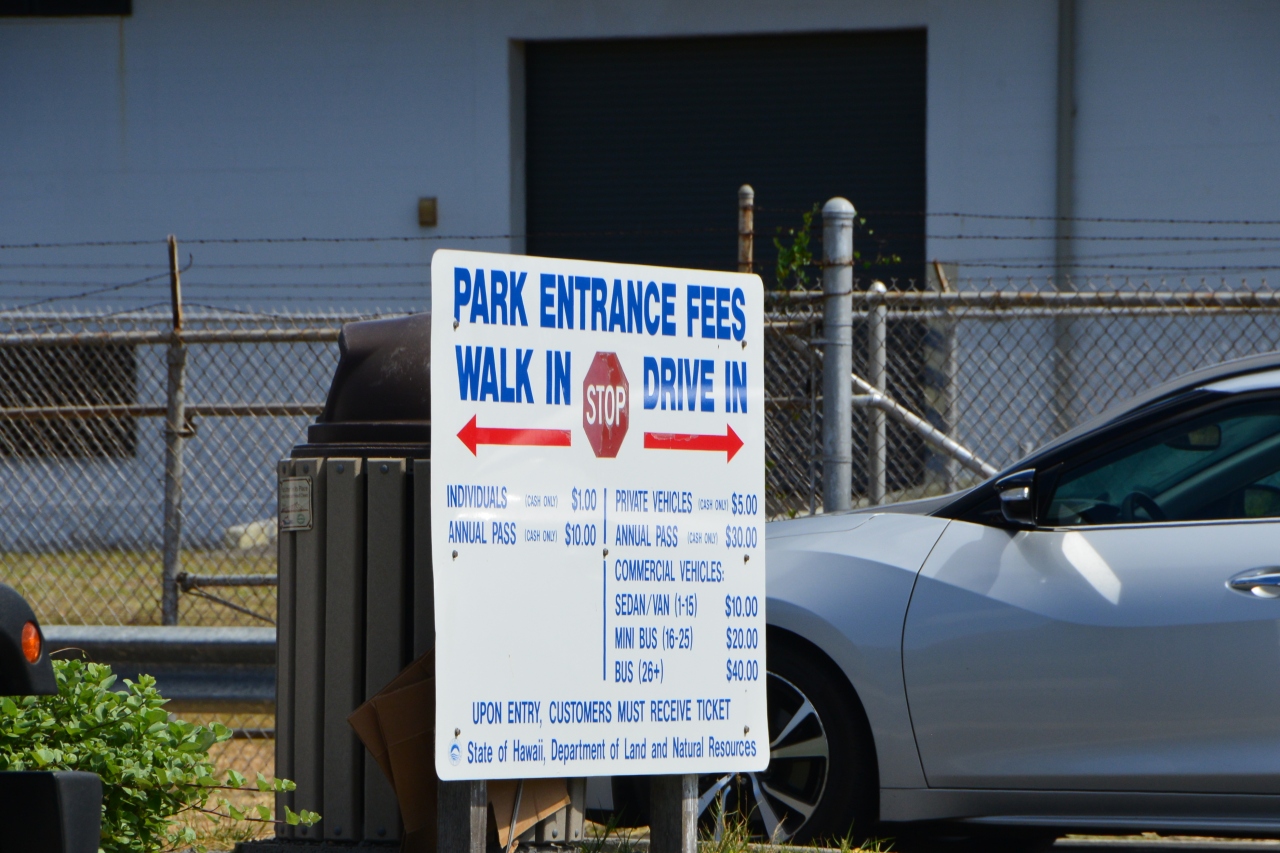 PARK ENTRANCE FEES
WALK IN STOP DRIVE IN
INDIVIDUALS (CASH ONLY) $1.00
ANNUAL PASS (CASH ONLY) $10.00
PRIVATE VEHICLES (CASH ONLY) $5.00
ANNUAL PASS (CASH ONLY) $30.00
COMMERCIAL VEHICLES:
SEDAN/VAN (1-15) $10.00
MINI BUS (16-25) $20.00
BUS (26+) $40.00
UPON ENTRY, CUSTOMERS MUST RECEIVE TICKET
State of Hawaii, Department of Land and Natural Resources